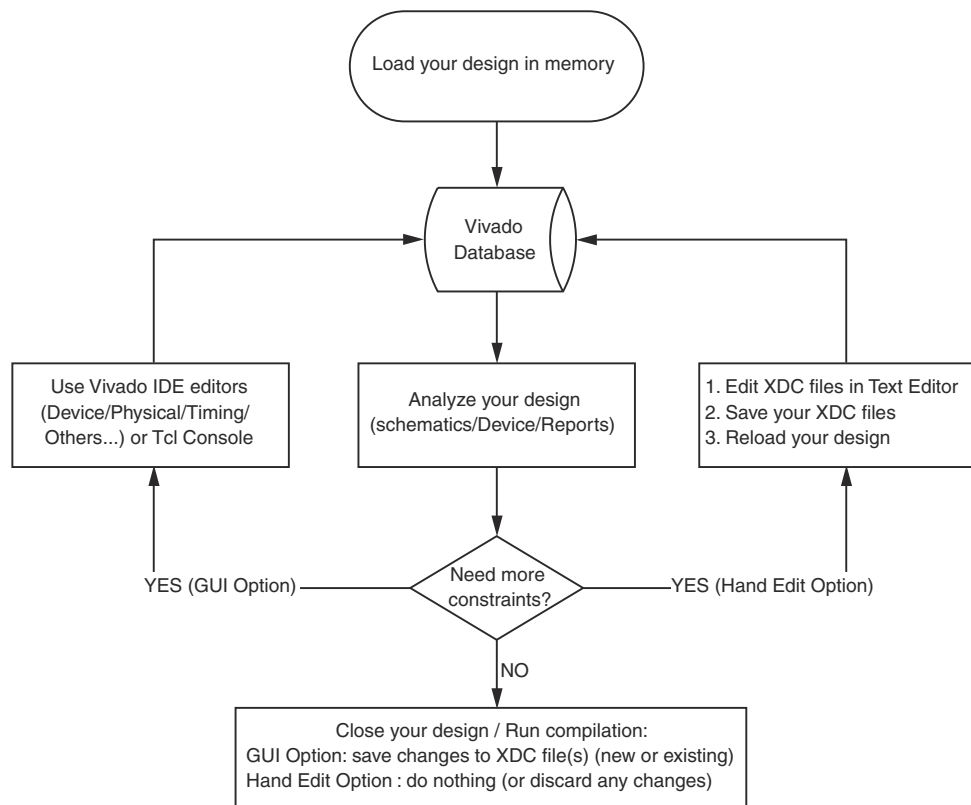 Load your design in memory
Vivado
Database
Use Vivado IDE editors
(Device/Physical/Timing/
Others...) or Tcl Console
Analyze your design
(schematics/Device/Reports)
1. Edit XDC files in Text Editor
2. Save your XDC files
3. Reload your design
YES (GUI Option)
Need more
constraints?
YES (Hand Edit Option)
NO
Close your design / Run compilation:
GUI Option: save changes to XDC file(s) (new or existing)
Hand Edit Option : do nothing (or discard any changes)